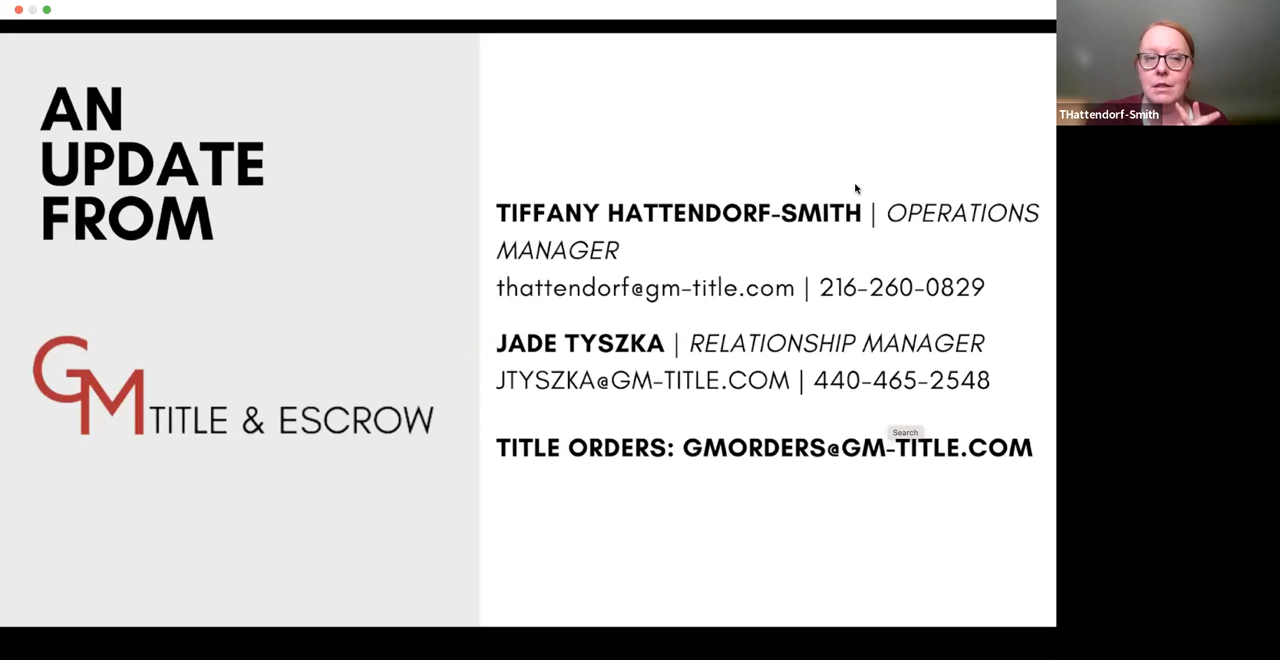 AN
UPDATE
FROM
GM TITLE & ESCROW
TIFFANY HATTENDORF-SMITH | OPERATIONS
MANAGER
thattendorf@gm-title.com | 216-260-0829
JADE TYSZKA | RELATIONSHIP MANAGER
JTYSZKA@GM-TITLE.COM | 440-465-2548
Search
TITLE ORDERS: GMORDERS@GM-TITLE.COM
THattendorf-Smith